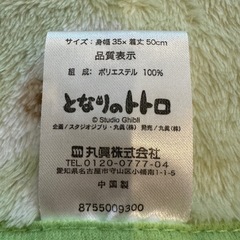 サイズ：身幅 35× 着丈 50cm
品質表示
組 成：ポリエステル 100%
となりのトトロ
© Studio Ghibli
企画／スタジオジブリ・丸眞(株) 発売／丸眞(株)
m 丸眞株式会社
TEL 0120-0777-04
愛知県名古屋市守山区小幡南1-1-5
中国製
8755009300